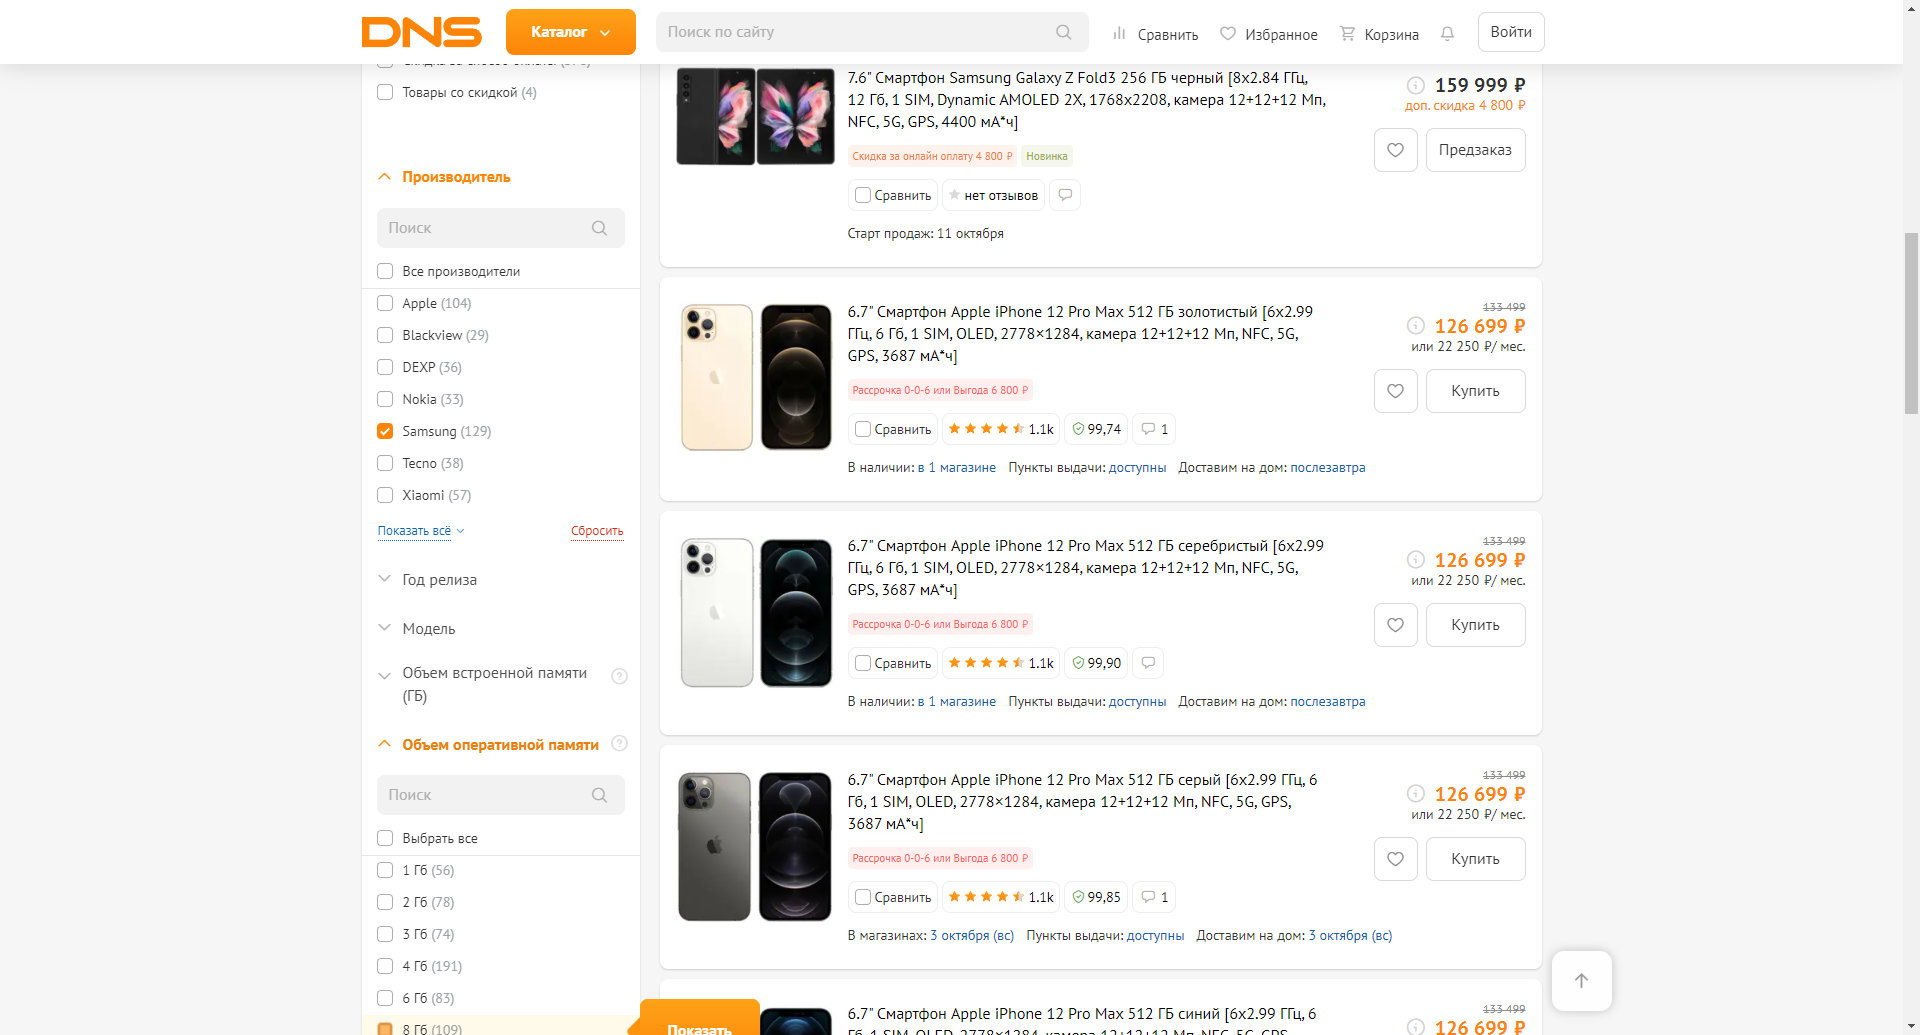 DNS
Каталог
Поиск по сайту
Сравнить
Избранное
Корзина
Войти
Товары со скидкой (4)
Производитель
Поиск
Все производители
Apple (104)
Blackview (29)
DEXP (36)
Nokia (33)
Samsung (129)
Tecno (38)
Xiaomi (57)
Показать всё
Сбросить
Год релиза
Модель
Объем встроенной памяти
(ГБ)
Объем оперативной памяти
Поиск
Выбрать все
1 Гб (56)
2 Гб (78)
3 Гб (74)
4 Гб (191)
6 Гб (83)
8 Гб (109)
Показать
7.6" Смартфон Samsung Galaxy Z Fold3 256 ГБ черный [8x2.84 ГГц,
12 Гб, 1 SIM, Dynamic AMOLED 2X, 1768x2208, камера 12+12+12 Мп,
NFC, 5G, GPS, 4400 мА*ч]
Скидка за онлайн оплату 4 800 ₽
Новинка
Сравнить
нет отзывов
Старт продаж: 11 октября
159 999 ₽
доп. скидка 4 800 ₽
Предзаказ
6.7" Смартфон Apple iPhone 12 Pro Max 512 ГБ золотистый [6x2.99
ГГц, 6 Гб, 1 SIM, OLED, 2778×1284, камера 12+12+12 Мп, NFC, 5G,
GPS, 3687 мА*ч]
Рассрочка 0-0-6 или Выгода 6 800 ₽
Сравнить
1.1k
99,74
1
В наличии: в 1 магазине Пункты выдачи: доступны Доставим на дом: послезавтра
133 499
126 699 ₽
или 22 250 ₽/ мес.
Купить
6.7" Смартфон Apple iPhone 12 Pro Max 512 ГБ серебристый [6x2.99
ГГц, 6 Гб, 1 SIM, OLED, 2778×1284, камера 12+12+12 Мп, NFC, 5G,
GPS, 3687 мА*ч]
Рассрочка 0-0-6 или Выгода 6 800 ₽
Сравнить
1.1k
99,90
В наличии: в 1 магазине Пункты выдачи: доступны Доставим на дом: послезавтра
133 499
126 699 ₽
или 22 250 ₽/ мес.
Купить
6.7" Смартфон Apple iPhone 12 Pro Max 512 ГБ серый [6x2.99 ГГц, 6
Гб, 1 SIM, OLED, 2778×1284, камера 12+12+12 Мп, NFC, 5G, GPS,
3687 мА*ч]
Рассрочка 0-0-6 или Выгода 6 800 ₽
Сравнить
1.1k
99,85
1
В магазинах: 3 октября (вс) Пункты выдачи: доступны Доставим на дом: 3 октября (вс)
133 499
126 699 ₽
или 22 250 ₽/ мес.
Купить
6.7" Смартфон Apple iPhone 12 Pro Max 512 ГБ синий [6x2.99 ГГц, 6
Гб, 1 SIM, OLED, 2778×1284, камера 12+12+12 Мп, NFC, 5G, GPS,
133 499
126 699 ₽